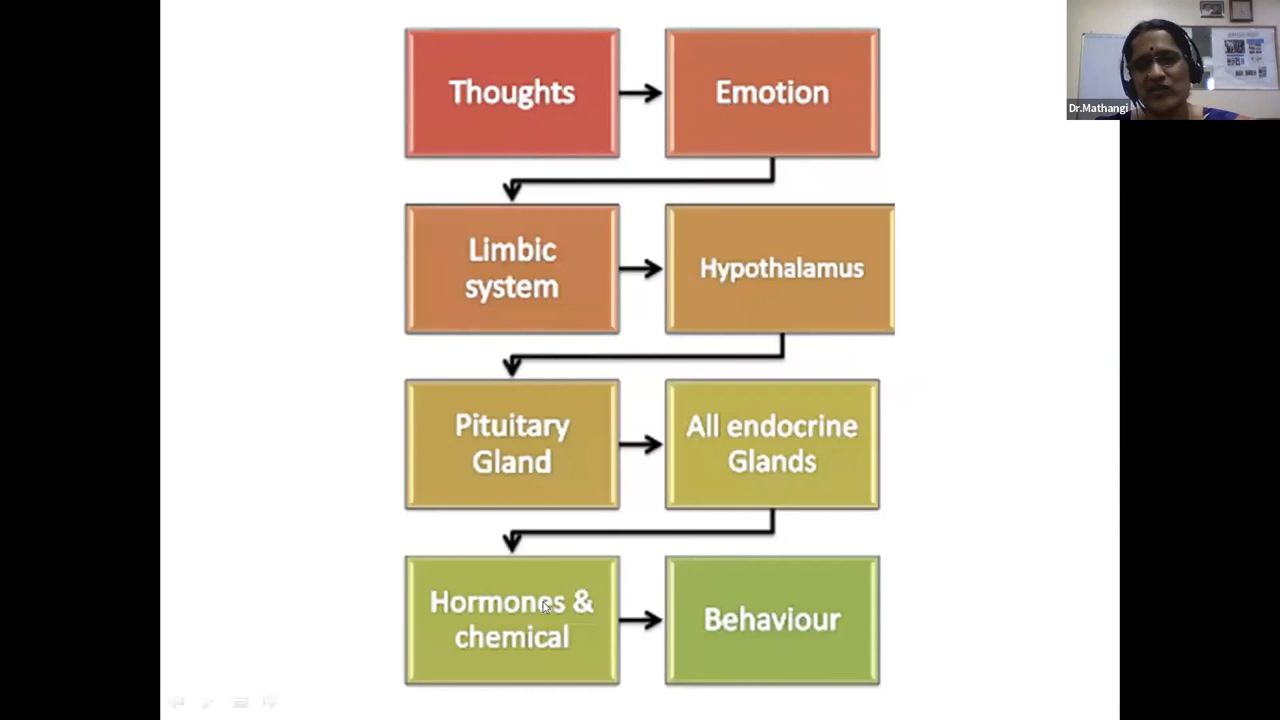 Thoughts
Emotion
Limbic
system
Hypothalamus
Pituitary
Gland
All endocrine
Glands
Hormones &
chemical
Behaviour
Dr.Mathangi